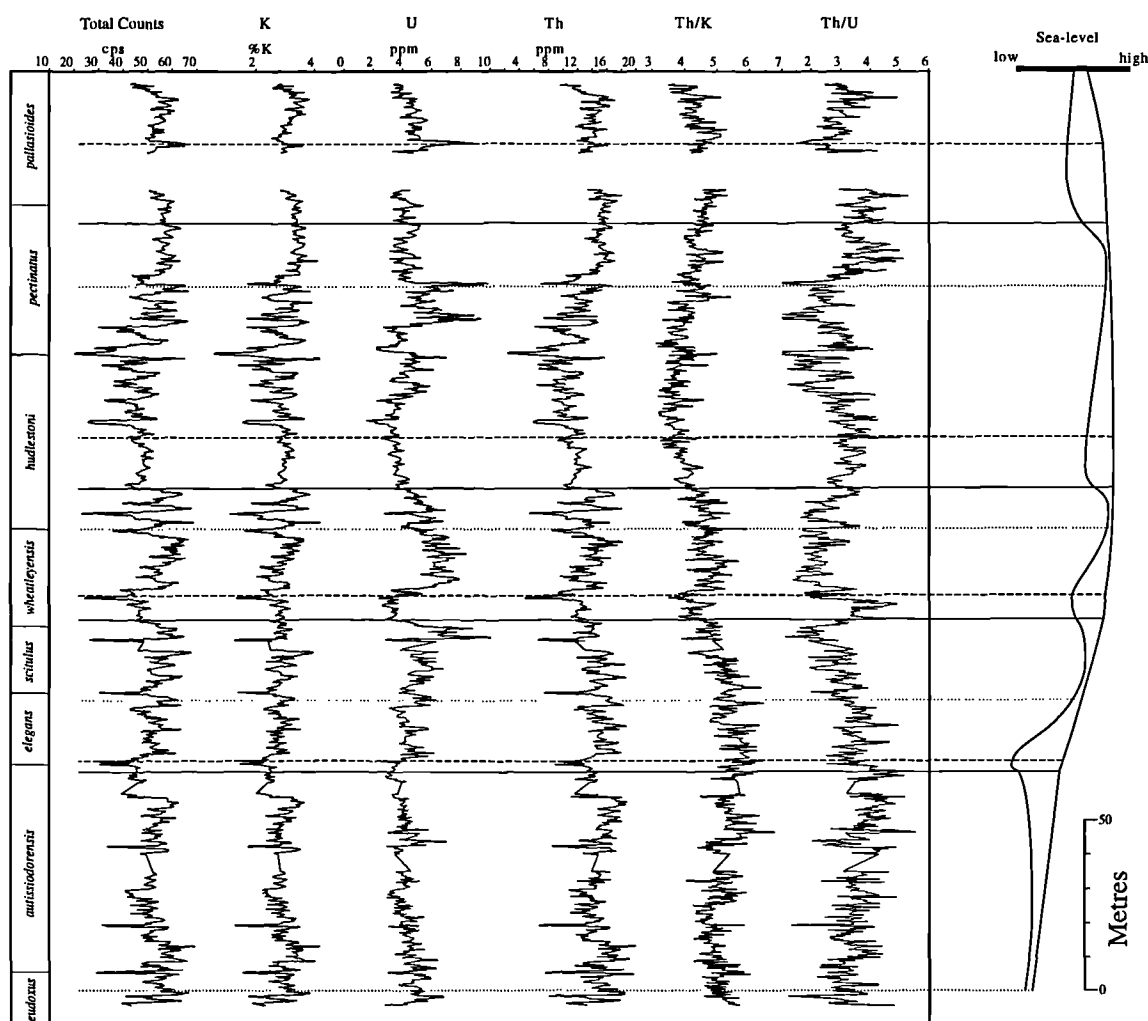 Total Counts K U Th Th/K Th/U
cps %K ppm ppm
Sea-level
low high
10 20 30 40 50 60 70 2 4 0 2 4 6 8 10 4 8 12 16 20 3 4 5 6 7 2 3 4 5 6
pallasioides
pectinatus
hudlestoni
wheatleyensis
scitulus
elegans
autissiodorensis
eudoxus
50
0
Metres